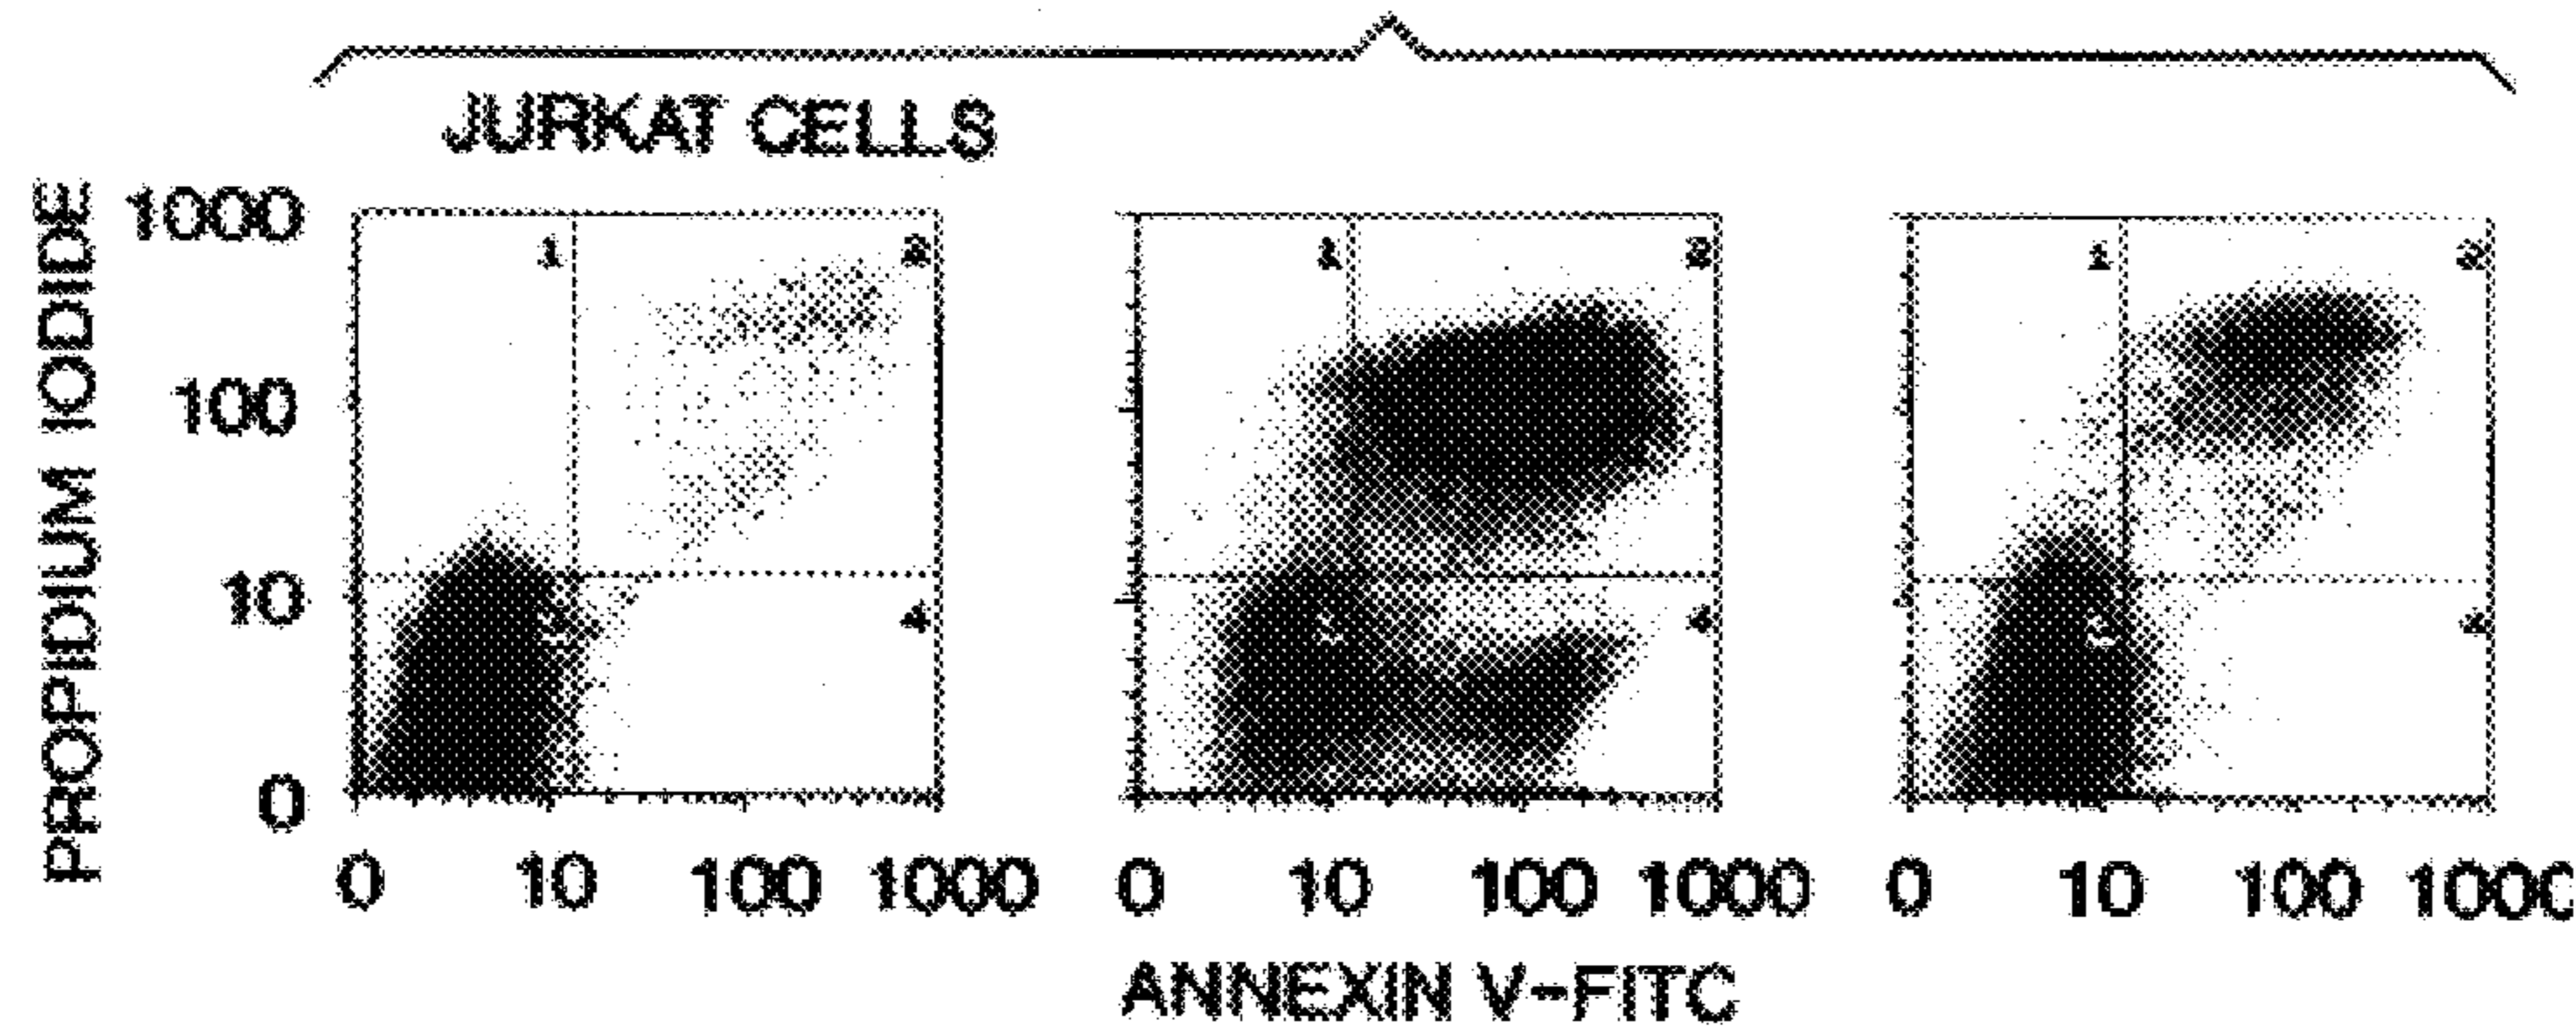 JURKAT CELLS
PROPIDIUM IODIDE
1000
100
10
0
1 2
3 4
1 2
3 4
1 2
3 4
0 10 100 1000 0 10 100 1000 0 10 100 1000
ANNEXIN V-FITC